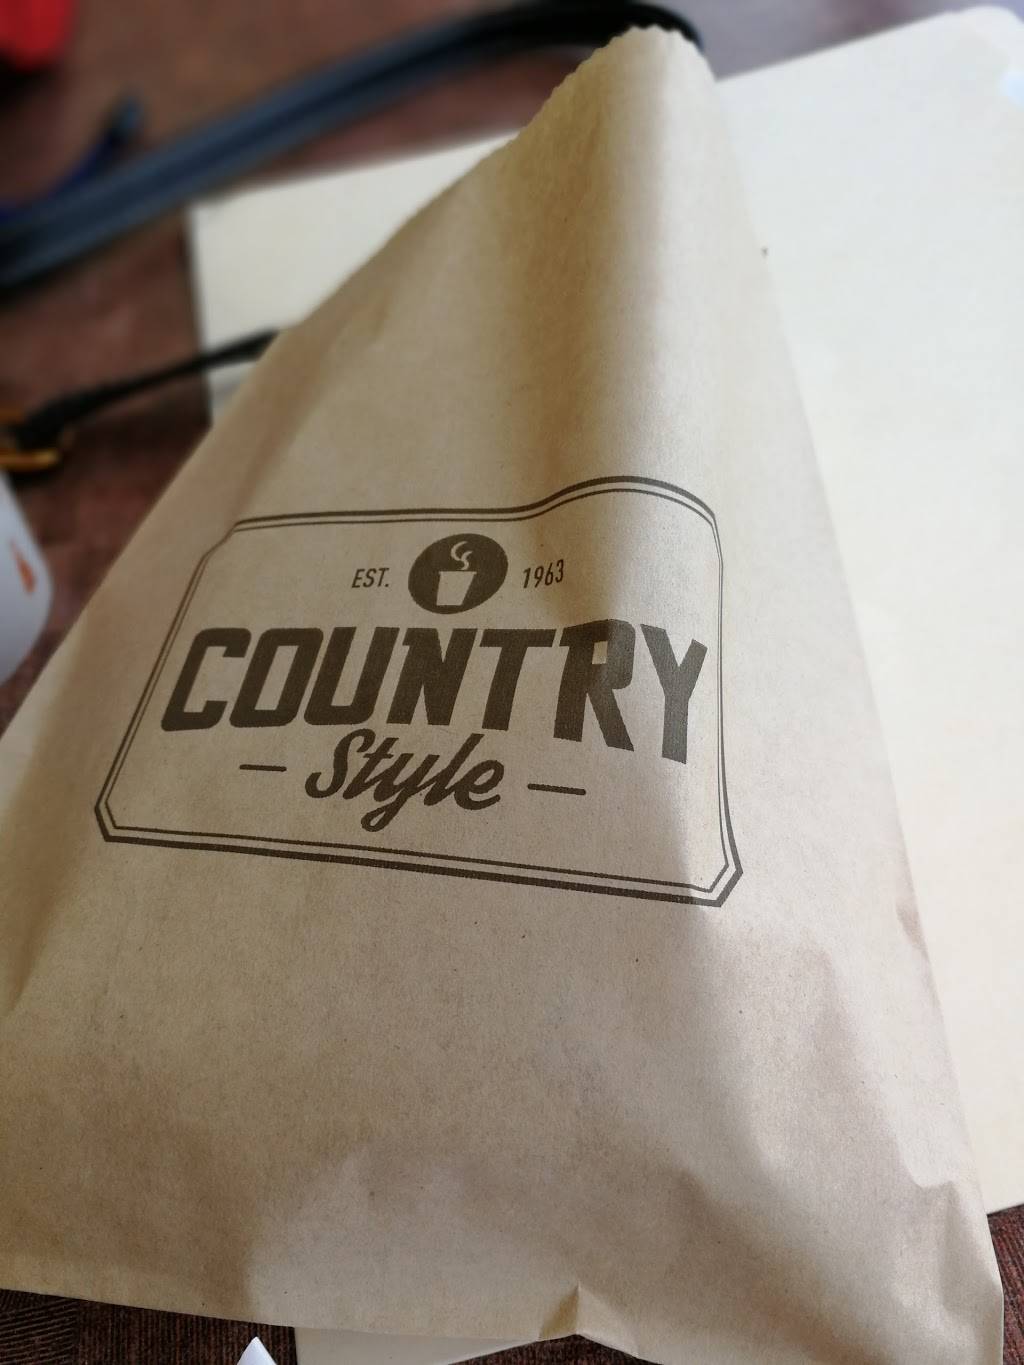 EST. 1963
COUNTRY
- Style -